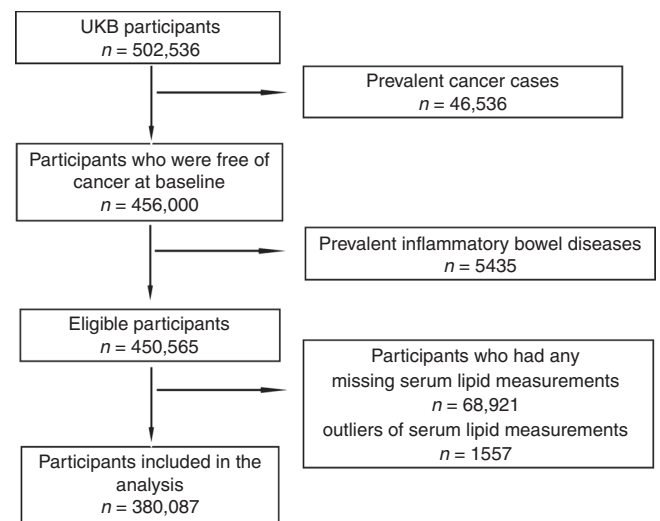 UKB participants
n = 502,536
Prevalent cancer cases
n = 46,536
Participants who were free of
cancer at baseline
n = 456,000
Prevalent inflammatory bowel diseases
n = 5435
Eligible participants
n = 450,565
Participants who had any
missing serum lipid measurements
n = 68,921
outliers of serum lipid measurements
n = 1557
Participants included in the
analysis
n = 380,087